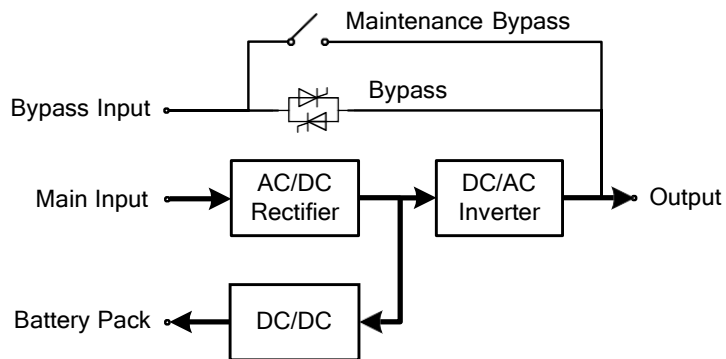 Maintenance Bypass
Bypass Input
Bypass
Main Input
AC/DC
Rectifier
DC/AC
Inverter
Output
Battery Pack
DC/DC